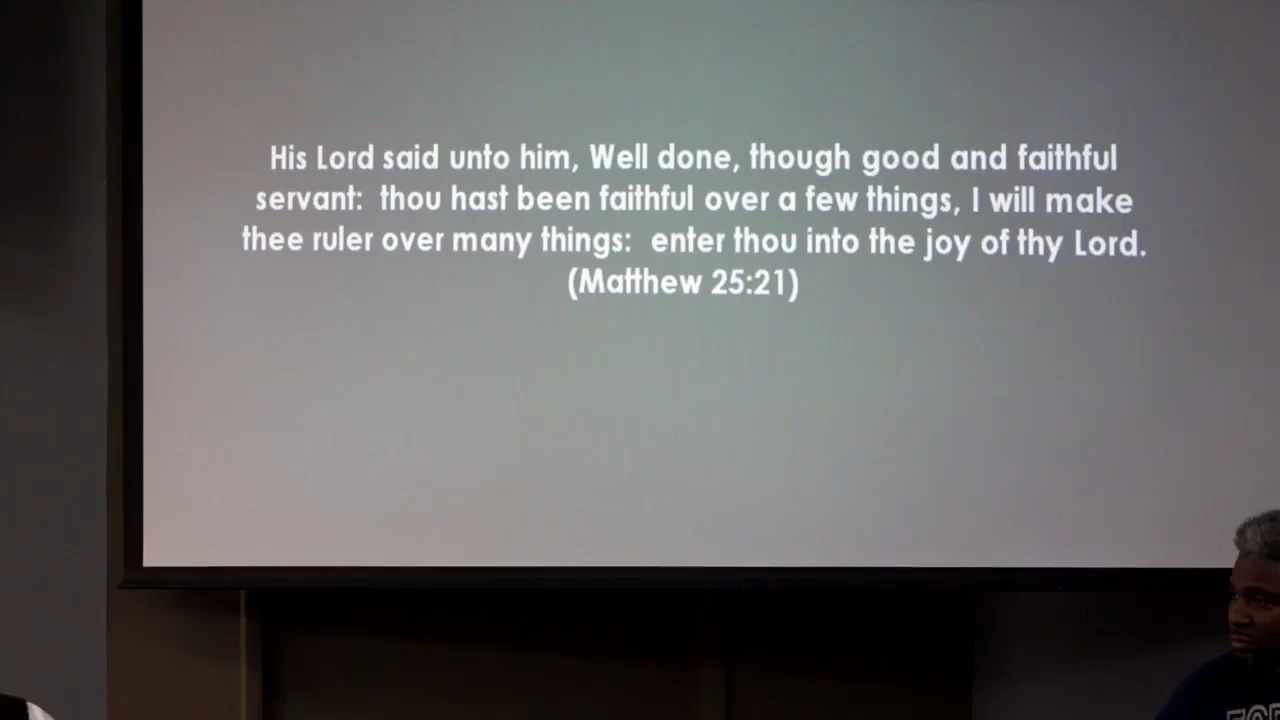 His Lord said unto him, Well done, though good and faithful
servant:  thou hast been faithful over a few things, I will make
thee ruler over many things:  enter thou into the joy of thy Lord.
(Matthew 25:21)